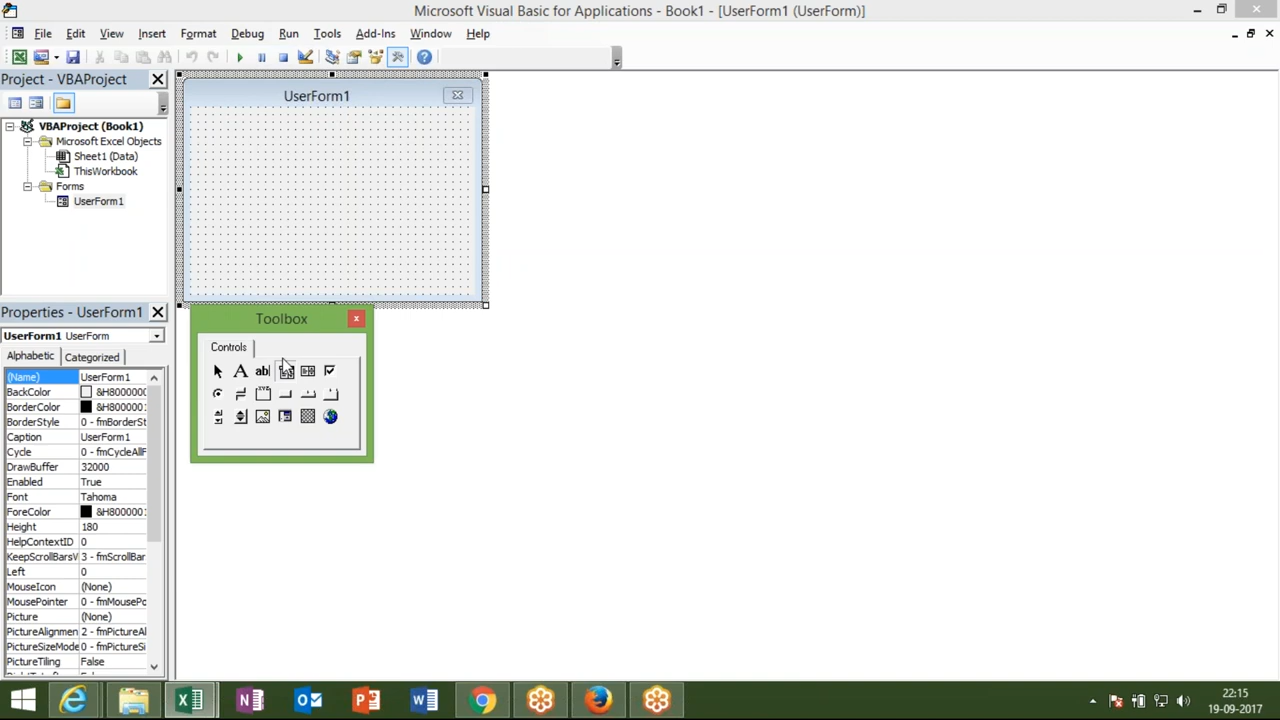 Microsoft Visual Basic for Applications - Book1 - [UserForm1 (UserForm)]
File Edit View Insert Format Debug Run Tools Add-Ins Window Help
Project - VBAProject
VBAProject (Book1)
Microsoft Excel Objects
Sheet1 (Data)
ThisWorkbook
Forms
UserForm1
UserForm1
Toolbox
Controls
A ab|
Properties - UserForm1
UserForm1 UserForm
Alphabetic Categorized
(Name) UserForm1
BackColor &H8000000
BorderColor &H8000001
BorderStyle 0 - fmBorderSt
Caption UserForm1
Cycle 0 - fmCycleAllF
DrawBuffer 32000
Enabled True
Font Tahoma
ForeColor &H8000001
Height 180
HelpContextID 0
KeepScrollBarsV 3 - fmScrollBar
Left 0
MouseIcon (None)
MousePointer 0 - fmMousePo
Picture (None)
PictureAlignmen 2 - fmPictureAl
PictureSizeMode 0 - fmPictureSi
PictureTiling False
22:15
19-09-2017